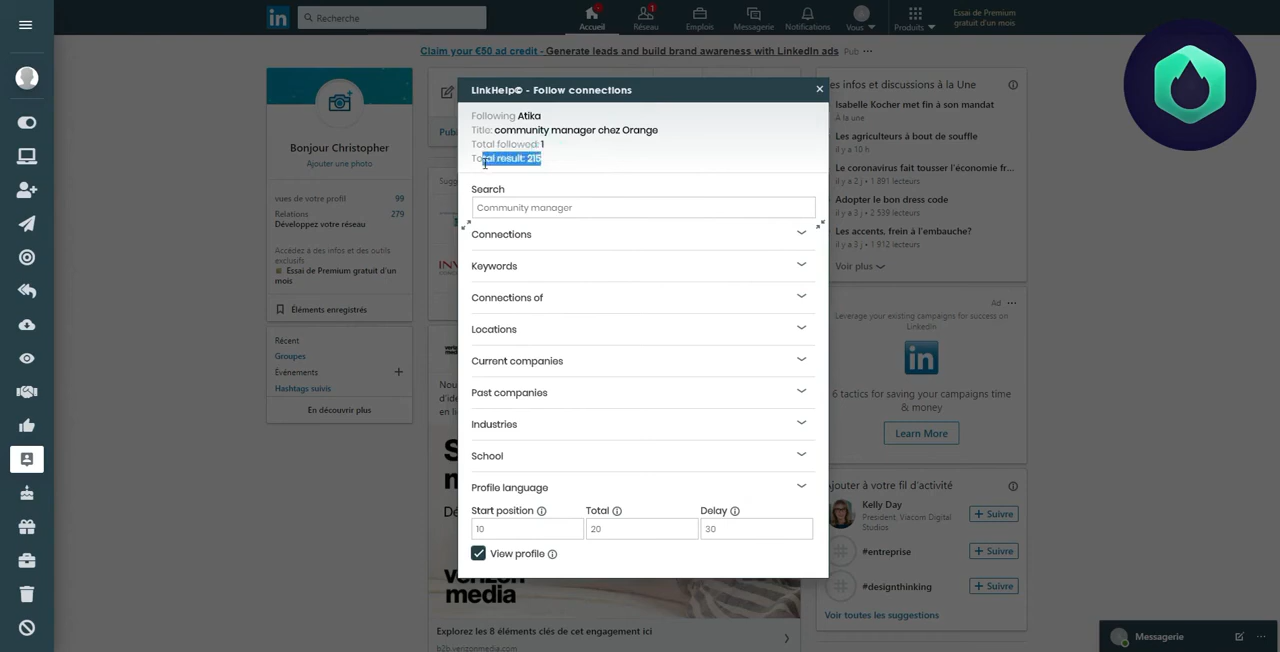 in
Recherche
1
Accueil
Réseau
Emplois
Messagerie
Notifications
Vous
Produits
Essai de Premium
gratuit d'un mois
Claim your €50 ad credit - Generate leads and build brand awareness with LinkedIn ads Pub ···
Bonjour Christopher
Ajouter une photo
vues de votre profil 99
Relations 279
Développez votre réseau
Accédez à des infos et des outils
exclusifs
Essai de Premium gratuit d'un
mois
Éléments enregistrés
Récent
Groupes
Événements +
Hashtags suivis
En découvrir plus
LinkHelp© - Follow connections ×
Following Atika
Title: community manager chez Orange
Total followed: 1
Total result: 215
Search
Community manager
Connections
Keywords
Connections of
Locations
Current companies
Past companies
Industries
School
Profile language
Start position
Total
Delay
10
20
30
View profile
verizon
media
Explorez les 8 éléments clés de cet engagement ici
b2b.verizonmedia.com
es infos et discussions à la Une
Isabelle Kocher met fin à son mandat
A la une
Les agriculteurs à bout de souffle
il y a 10 h
Le coronavirus fait tousser l'économie fr...
il y a 2 j • 1 891 lecteurs
Adopter le bon dress code
il y a 3 j • 2 539 lecteurs
Les accents, frein à l'embauche?
il y a 3 j • 1 912 lecteurs
Voir plus
Ad ···
Leverage your existing campaigns for success on
LinkedIn
in
6 tactics for saving your campaigns time
& money
Learn More
Ajouter à votre fil d'activité
Kelly Day
President, Viacom Digital
Studios
+ Suivre
#entreprise
+ Suivre
#designthinking
+ Suivre
Voir toutes les suggestions
Messagerie